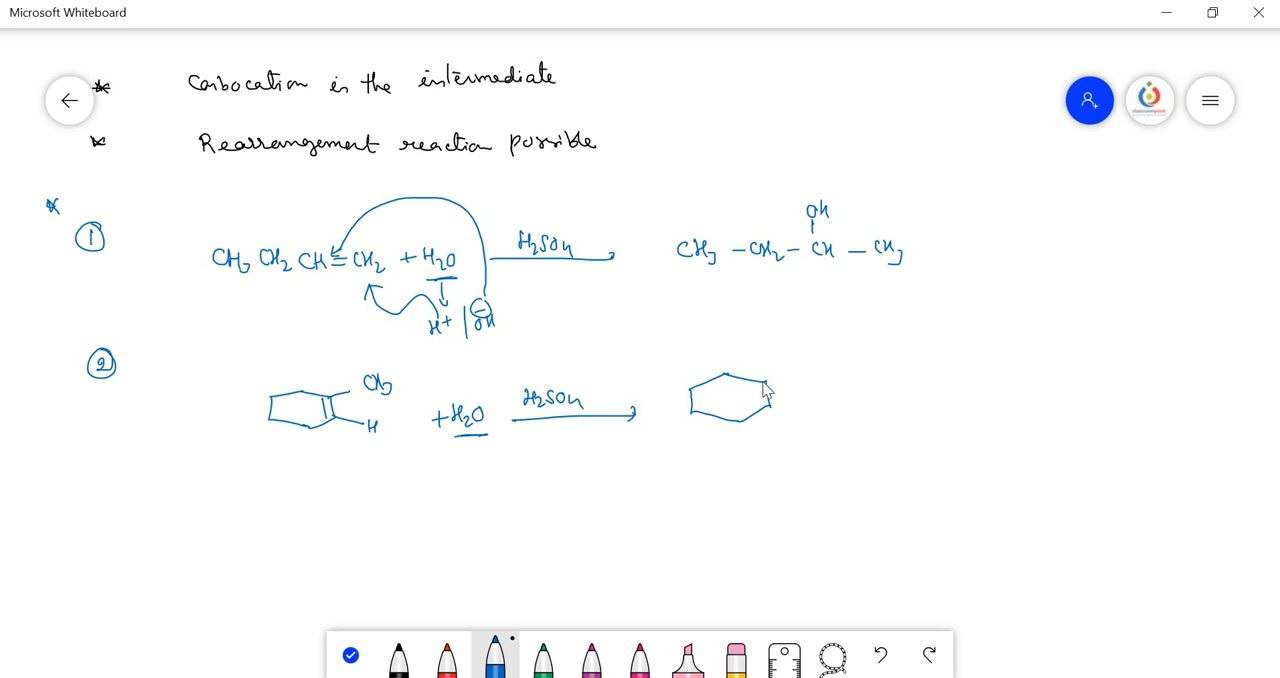 Microsoft Whiteboard
* Carbocation is the intermediate
* Rearrangement reaction possible
*
① CH3 CH2 CH = CH2 + H2O H2SO4 CH3 - CH2 - CH - CH3
OH
H+ | OH -
②
CH3
H
+ H2O H2SO4